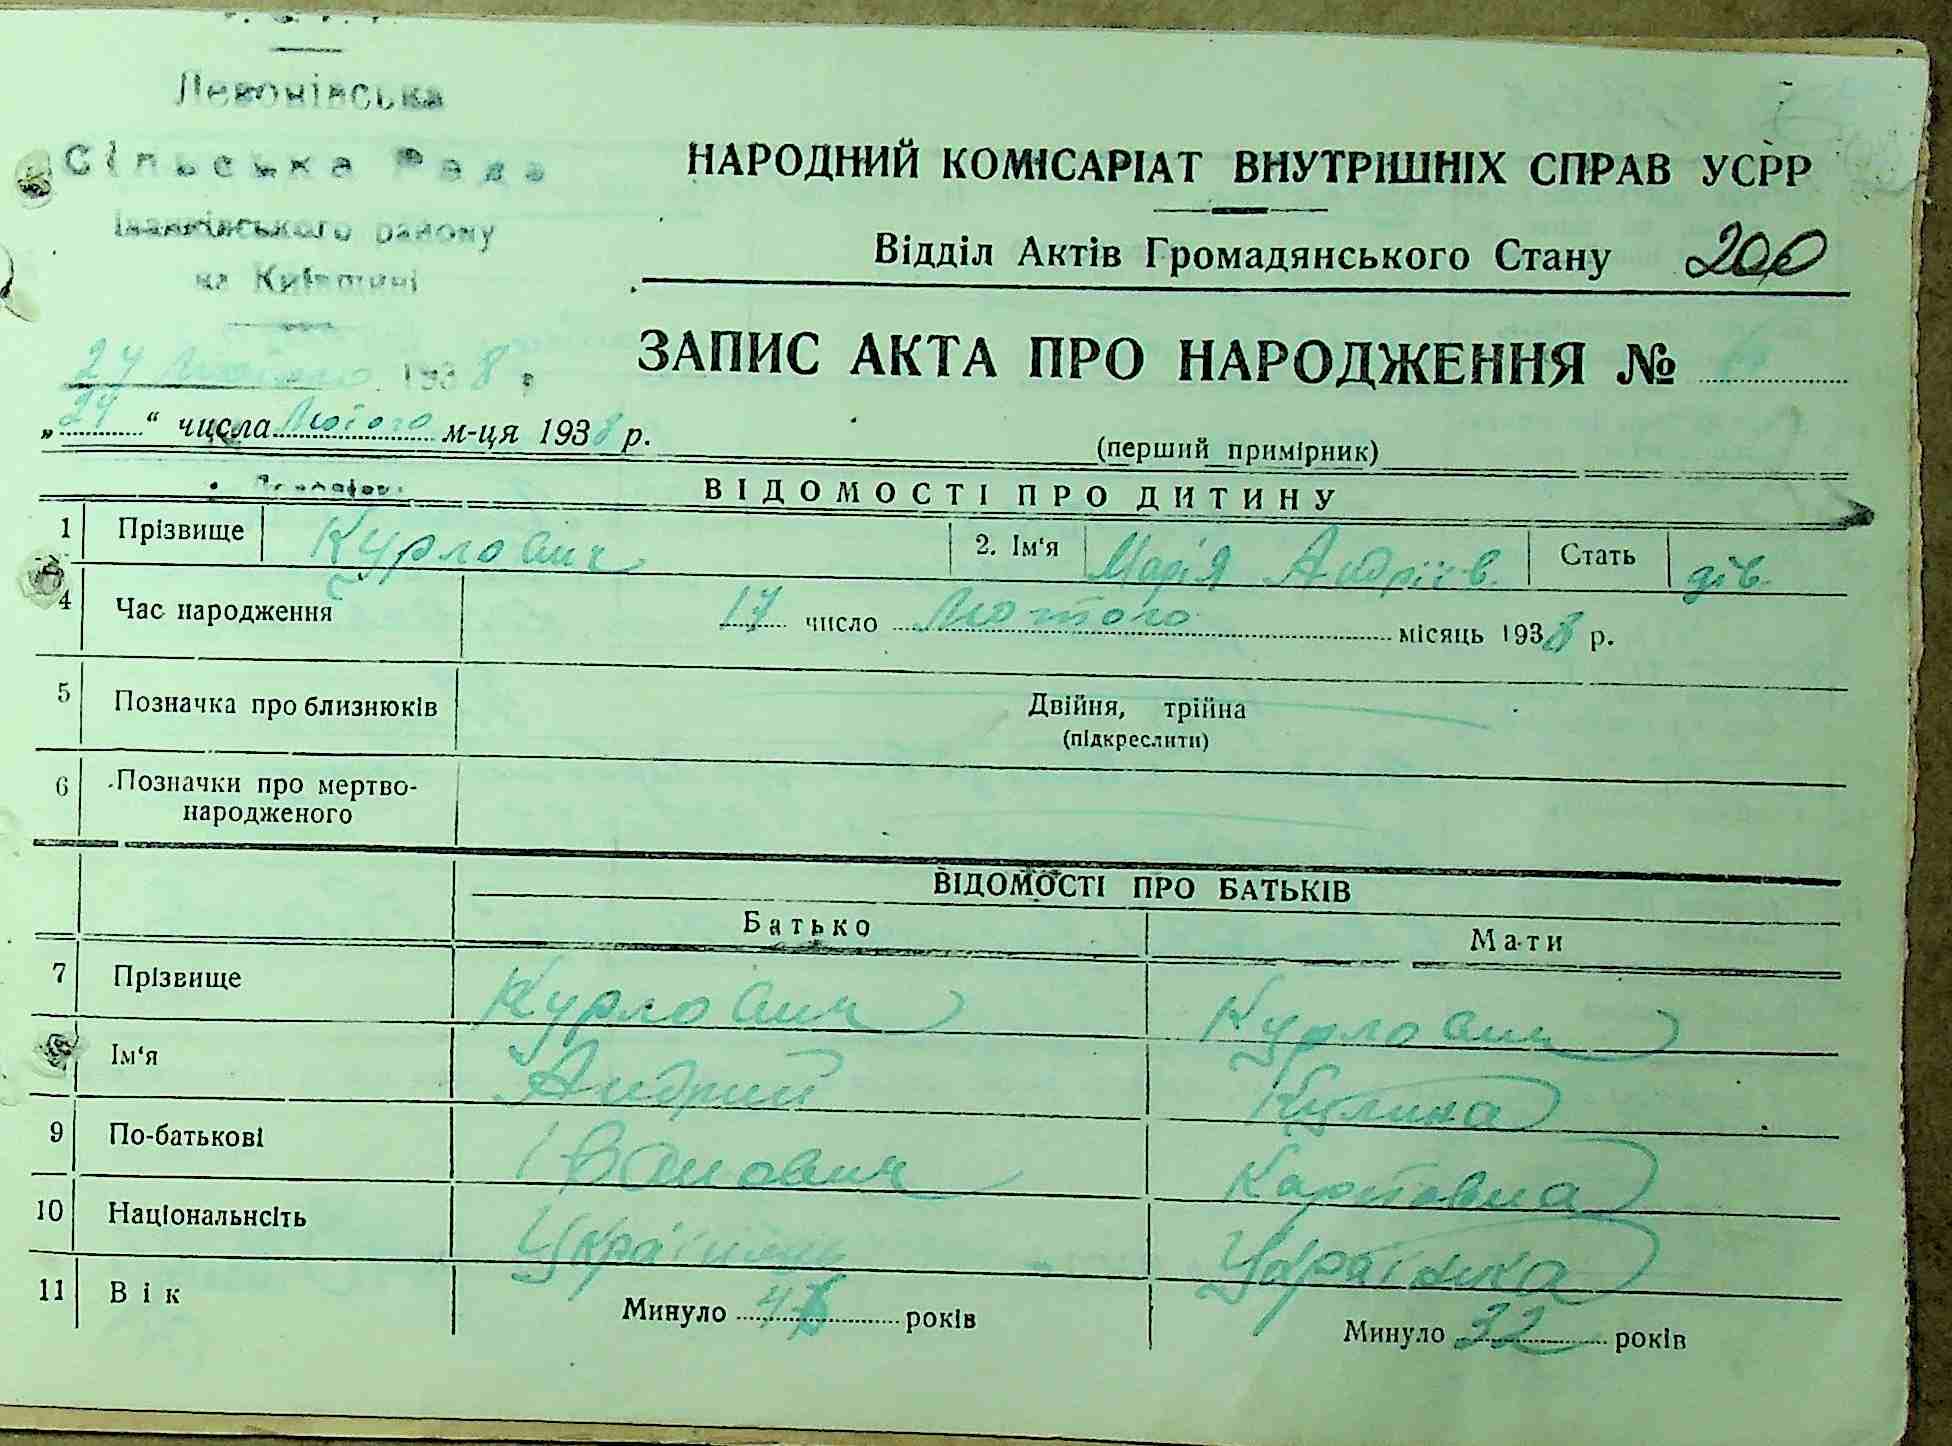 Левонівська
Сільська Рада
Іванківського району
на Київщині
24 Лютого 1938 р
НАРОДНИЙ КОМІСАРІАТ ВНУТРІШНІХ СПРАВ УСРР
Відділ Актів Громадянського Стану 200
ЗАПИС АКТА ПРО НАРОДЖЕННЯ №
„24“ числа Лютого м-ця 1938 р.
(перший примірник)
ВІДОМОСТІ ПРО ДИТИНУ
1 Прізвище Курлович 2. Ім‘я Марія Андріів. Стать дів.
4 Час народження 17 число Лютого місяць 1938 р.
5 Позначка про близнюків Двійня, трійна
(підкреслити)
6 Позначки про мертво-
народженого
ВІДОМОСТІ ПРО БАТЬКІВ
Батько Мати
7 Прізвище Курлович Курлович
Ім‘я Андрий Килина
9 По-батькові Іванович Карповна
10 Національнсіть Українець Українка
11 Вік Минуло років Минуло 32 років